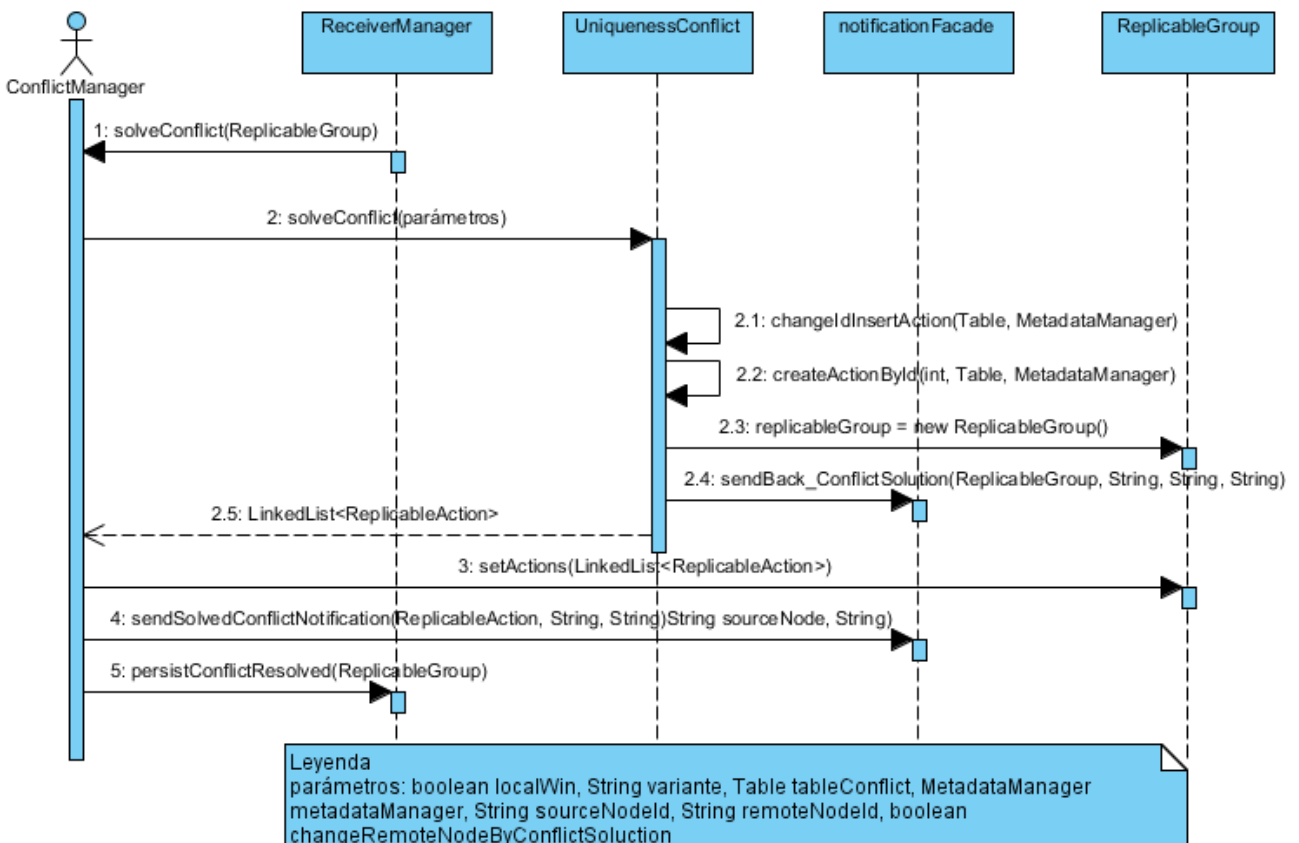 ReceiverManager
UniquenessConflict
notificationFacade
ReplicableGroup
ConflictManager
1: solveConflict(ReplicableGroup)
2: solveConflict(parámetros)
2.1: changeIdInsertAction(Table, MetadataManager)
2.2: createActionById(int, Table, MetadataManager)
2.3: replicableGroup = new ReplicableGroup()
2.4: sendBack_ConflictSolution(ReplicableGroup, String, String, String)
2.5: LinkedList<ReplicableAction>
3: setActions(LinkedList<ReplicableAction>)
4: sendSolvedConflictNotification(ReplicableAction, String, String)String sourceNode, String)
5: persistConflictResolved(ReplicableGroup)
Leyenda
parámetros: boolean localWin, String variante, Table tableConflict, MetadataManager
metadataManager, String sourceNodeId, String remoteNodeId, boolean
changeRemoteNodeByConflictSoluction